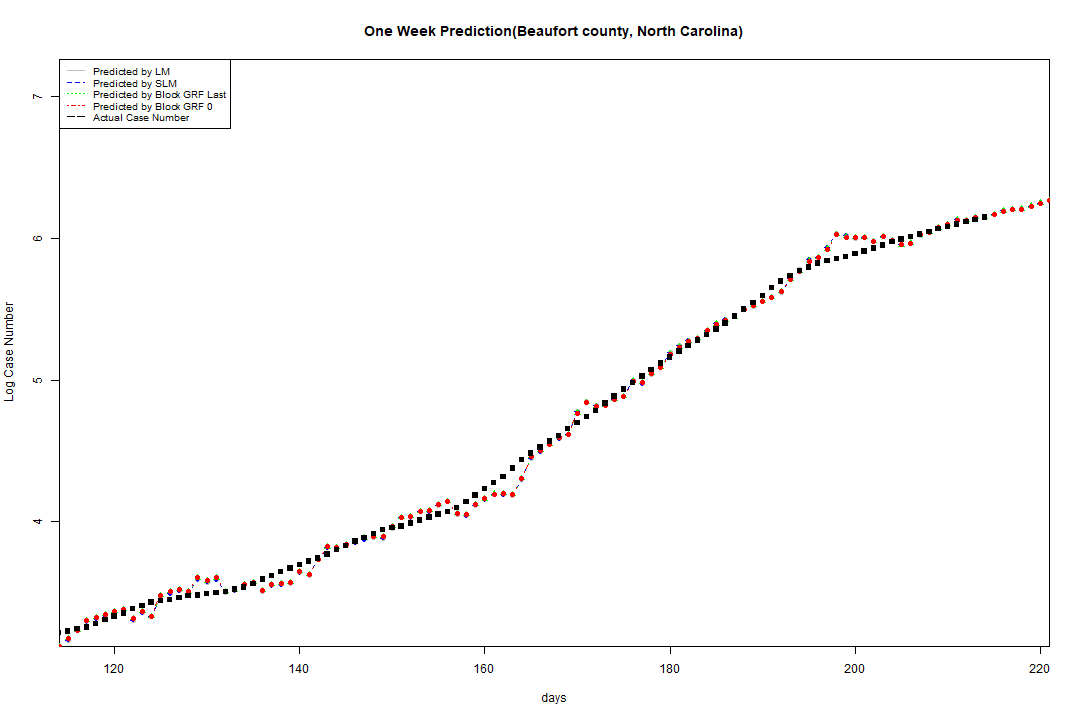 One Week Prediction(Beaufort county, North Carolina)
Predicted by LM
Predicted by SLM
Predicted by Block GRF Last
Predicted by Block GRF 0
Actual Case Number
7
6
5
4
Log Case Number
120 140 160 180 200 220
days